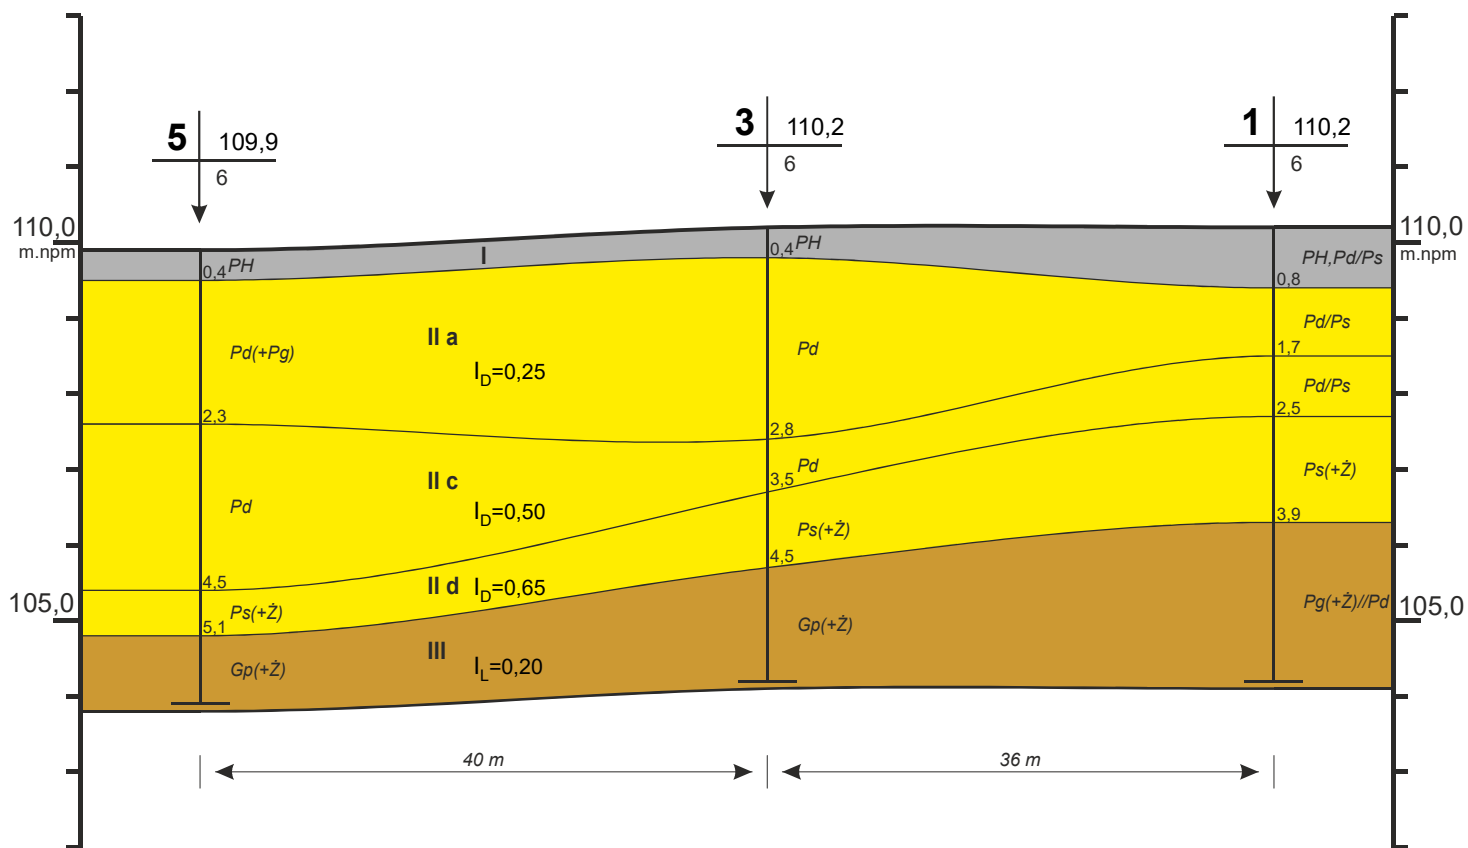 5 109,9
6
3 110,2
6
1 110,2
6
110,0
m.npm
110,0
m.npm
I
0,4 PH
0,4 PH
PH,Pd/Ps
0,8
II a
I_D=0,25
Pd(+Pg)
Pd
Pd/Ps
1,7
Pd/Ps
2,3
2,8
2,5
II c
I_D=0,50
Pd
Pd
3,5
Ps(+Ż)
Ps(+Ż)
3,9
4,5
4,5
II d
I_D=0,65
Ps(+Ż)
5,1
105,0
105,0
III
I_L=0,20
Gp(+Ż)
Gp(+Ż)
Pg(+Ż)//Pd
40 m
36 m